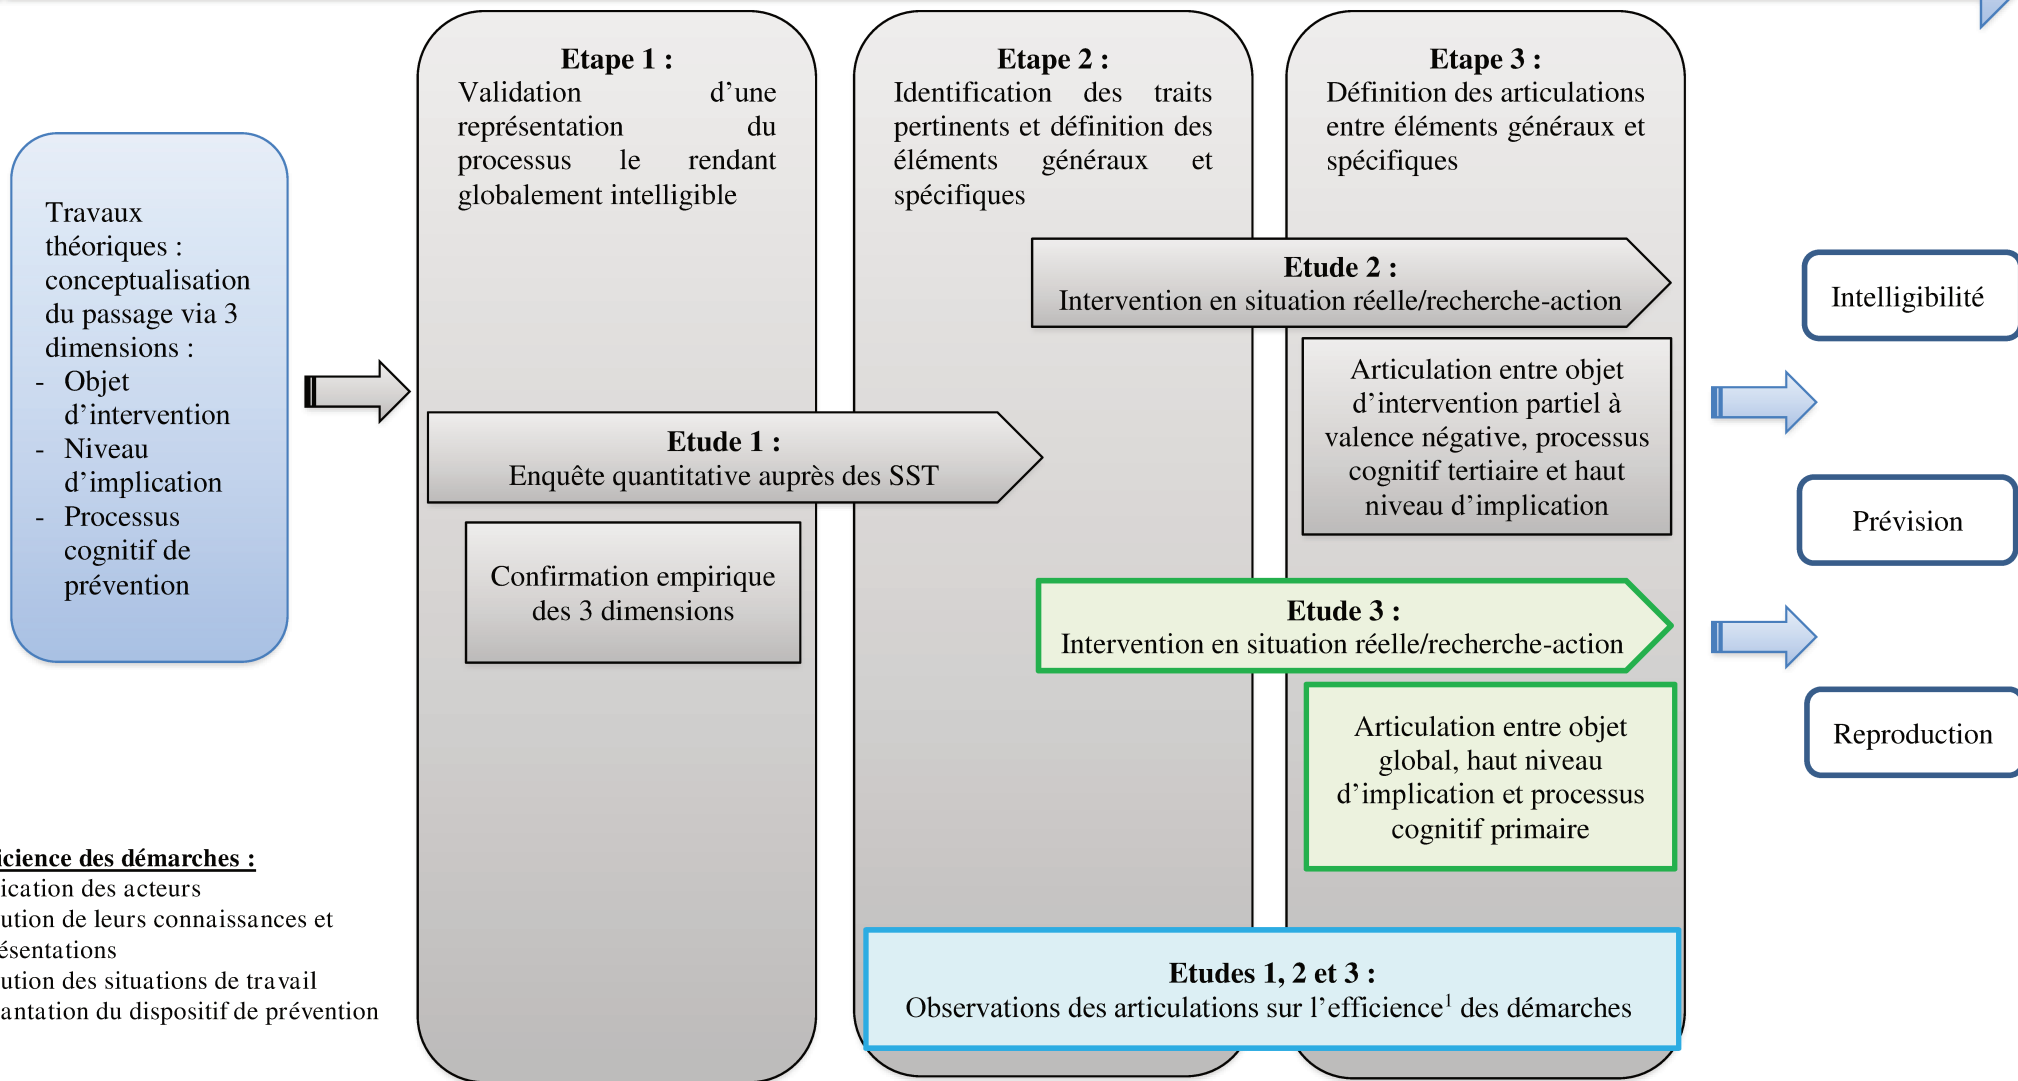 Travaux
théoriques :
conceptualisation
du passage via 3
dimensions :
- Objet
d’intervention
- Niveau
d’implication
- Processus
cognitif de
prévention
Etape 1 :
Validation d’une
représentation du
processus le rendant
globalement intelligible
Etude 1 :
Enquête quantitative auprès des SST
Confirmation empirique
des 3 dimensions
Etape 2 :
Identification des traits
pertinents et définition des
éléments généraux et
spécifiques
Etape 3 :
Définition des articulations
entre éléments généraux et
spécifiques
Etude 2 :
Intervention en situation réelle/recherche-action
Articulation entre objet
d’intervention partiel à
valence négative, processus
cognitif tertiaire et haut
niveau d’implication
Etude 3 :
Intervention en situation réelle/recherche-action
Articulation entre objet
global, haut niveau
d’implication et processus
cognitif primaire
Etudes 1, 2 et 3 :
Observations des articulations sur l’efficience¹ des démarches
Intelligibilité
Prévision
Reproduction
icience des démarches :
ication des acteurs
ution de leurs connaissances et
ésentations
ution des situations de travail
antation du dispositif de prévention